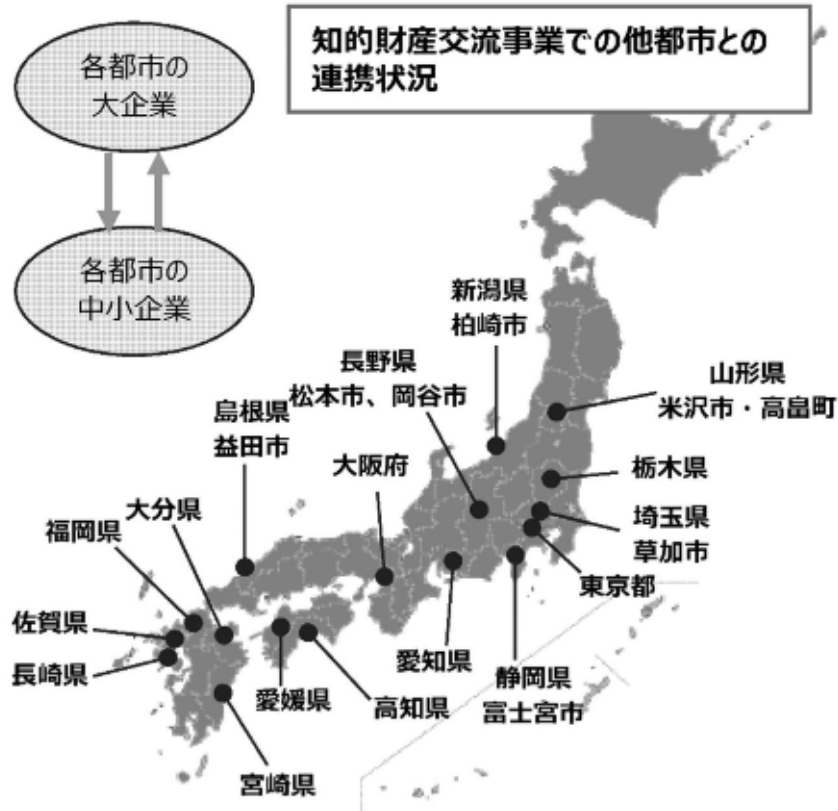 知的財産交流事業での他都市との
連携状況
各都市の
大企業
各都市の
中小企業
新潟県
柏崎市
長野県
松本市、岡谷市
山形県
米沢市・高畠町
島根県
益田市
大阪府
栃木県
大分県
福岡県
埼玉県
草加市
東京都
佐賀県
長崎県
愛知県
静岡県
富士宮市
愛媛県
高知県
宮崎県